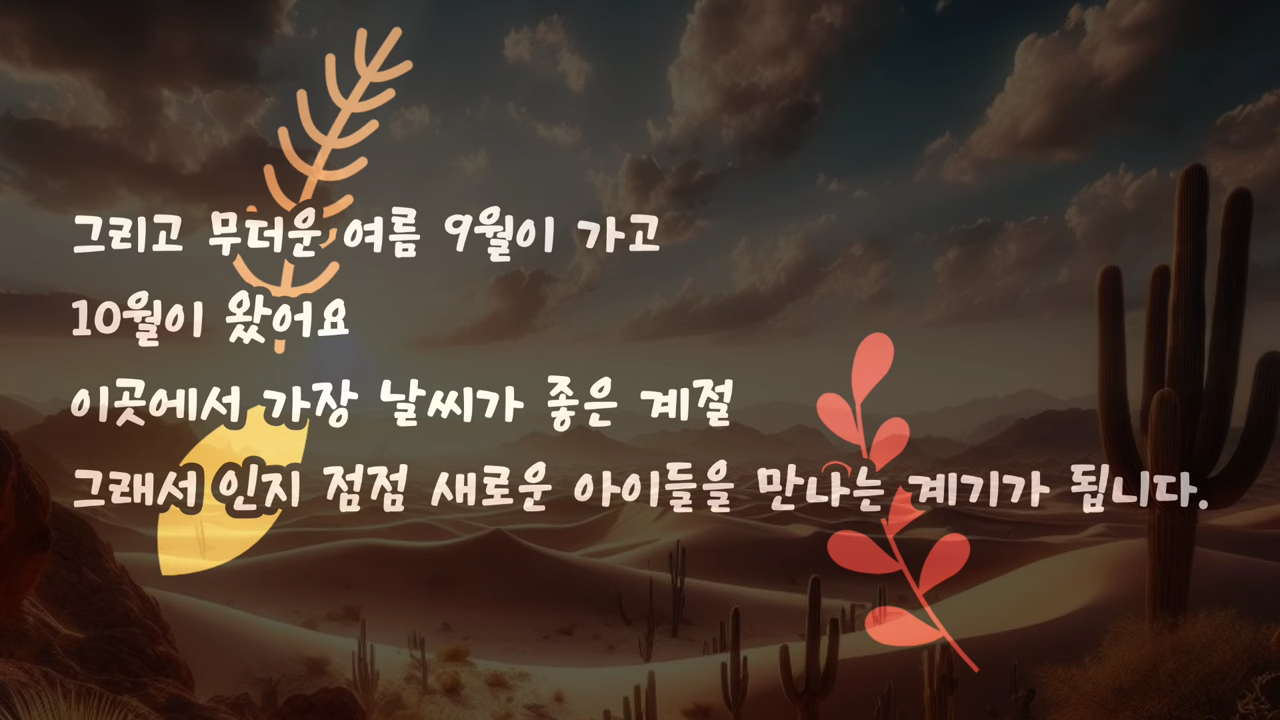 그리고 무더운 여름 9월이 가고
10월이 왔어요
이곳에서 가장 날씨가 좋은 계절
그래서 인지 점점 새로운 아이들을 만나는 계기가 됩니다.